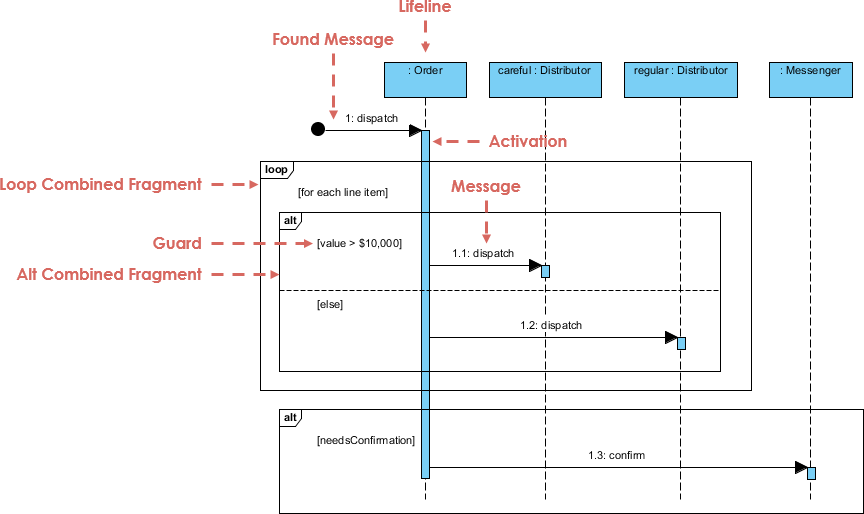 Lifeline
Found Message
: Order
careful : Distributor
regular : Distributor
: Messenger
1: dispatch
Activation
loop
Loop Combined Fragment
[for each line item]
Message
alt
Guard
[value > $10,000]
1.1: dispatch
Alt Combined Fragment
[else]
1.2: dispatch
alt
[needsConfirmation]
1.3: confirm